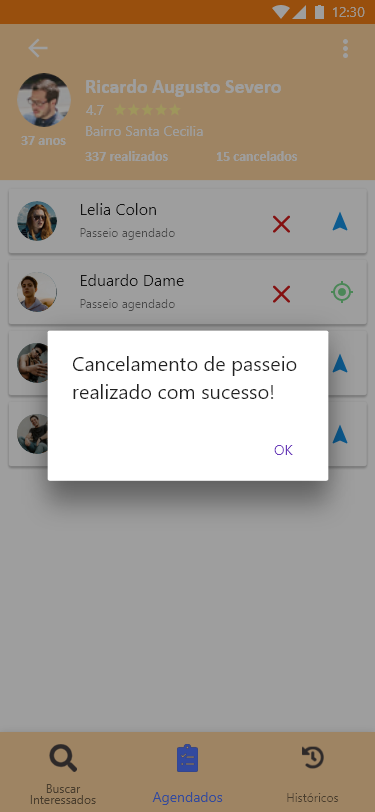 12:30
Ricardo Augusto Severo
4.7
Bairro Santa Cecilia
37 anos
337 realizados 15 cancelados
Lelia Colon
Passeio agendado
Eduardo Dame
Passeio agendado
Cancelamento de passeio
realizado com sucesso!
OK
Buscar
Interessados
Agendados
Históricos